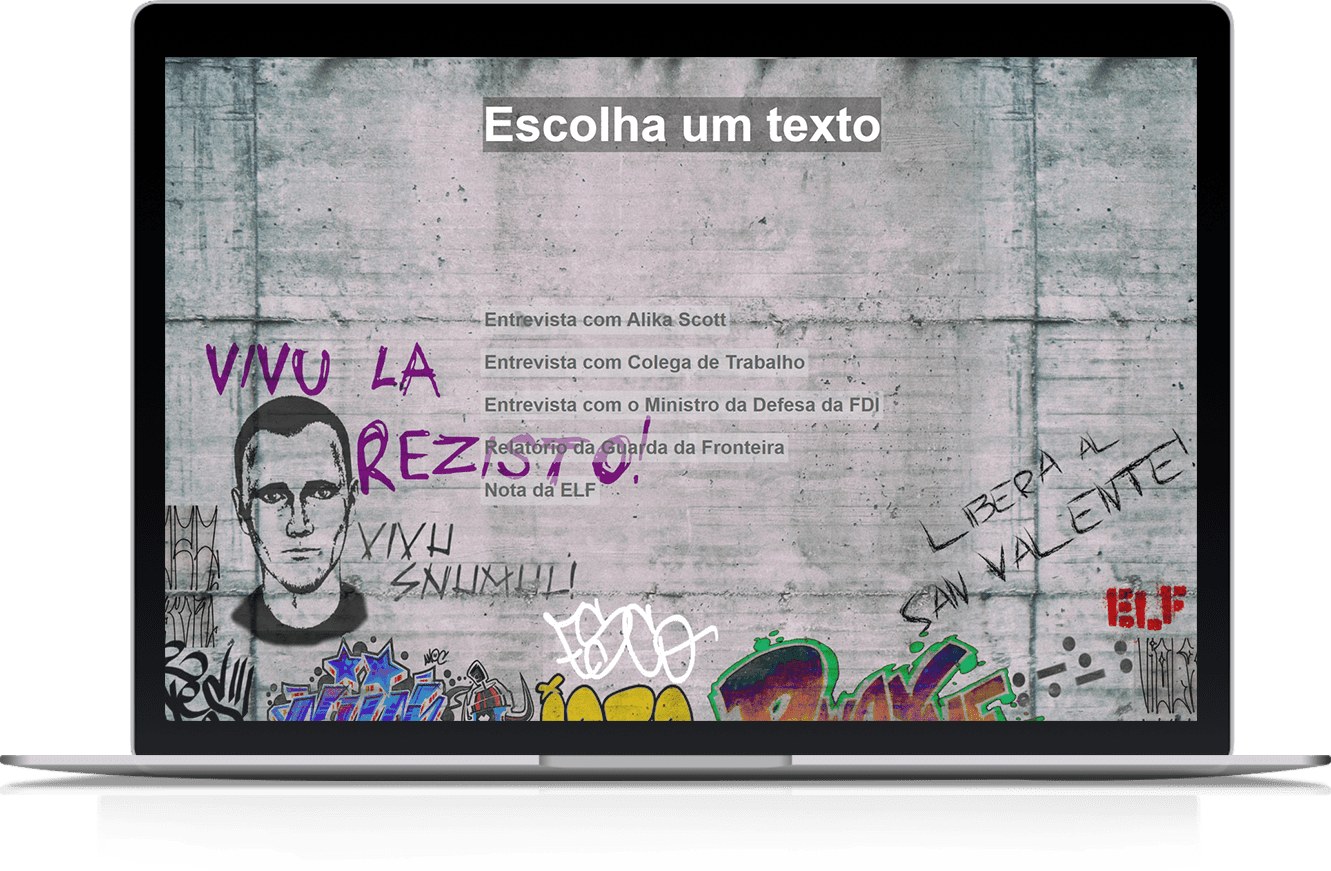 Escolha um texto
Entrevista com Alika Scott
Entrevista com Colega de Trabalho
Entrevista com o Ministro da Defesa da FDI
Relatório da Guarda da Fronteira
Nota da ELF
VIVU LA
REZISTO!
VIVU
LIBERA AL
SAN VALENTE!
ELF